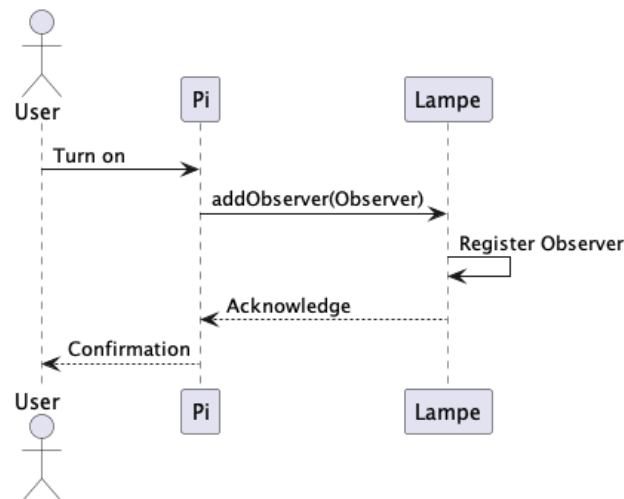 User
Pi
Lampe
Turn on
addObserver(Observer)
Register Observer
Acknowledge
Confirmation
User
Pi
Lampe